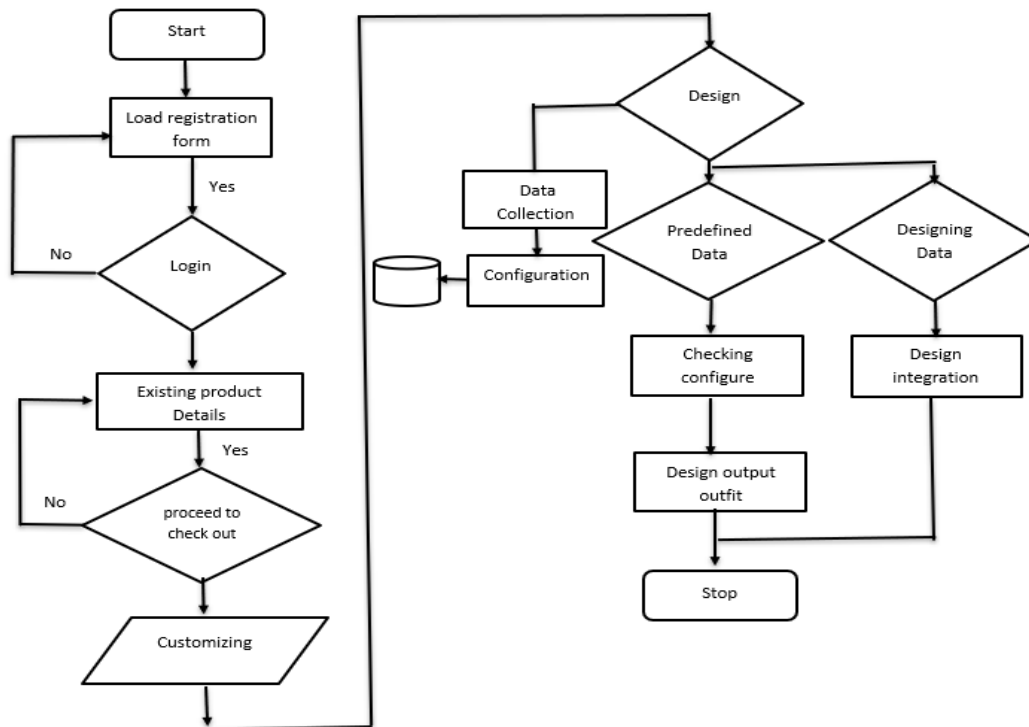 Start
Load registration
form
Yes
No
Login
Existing product
Details
Yes
No
proceed to
check out
Customizing
Design
Data
Collection
Configuration
Predefined
Data
Designing
Data
Checking
configure
Design
integration
Design output
outfit
Stop